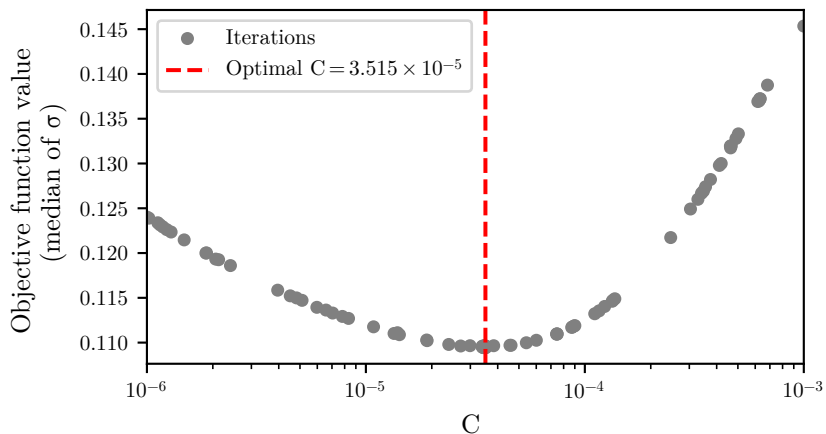 Iterations
Optimal C = 3.515 × 10⁻⁵
Objective function value
(median of σ)
0.145
0.140
0.135
0.130
0.125
0.120
0.115
0.110
10⁻⁶
10⁻⁵
10⁻⁴
10⁻³
C